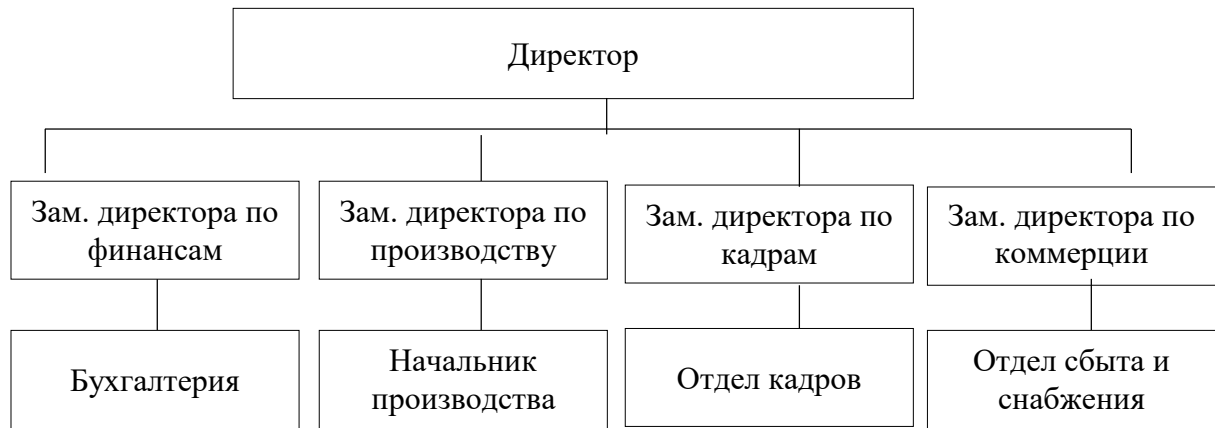 Директор
Зам. директора по
финансам
Зам. директора по
производству
Зам. директора по
кадрам
Зам. директора по
коммерции
Бухгалтерия
Начальник
производства
Отдел кадров
Отдел сбыта и
снабжения